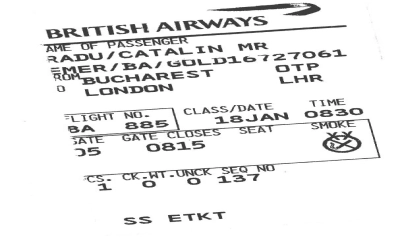 BRITISH AIRWAYS
AME OF PASSENGER
RADU/CATALIN MR
EMER/BA/GOLD16727061
ROM BUCHAREST OTP
O LONDON LHR
LIGHT NO. CLASS/DATE TIME
BA 885 18JAN 0830
GATE GATE CLOSES SEAT SMOKE
05 0815
CS. CK.WT.UNCK SEQ NO
1 0 0 137
SS ETKT